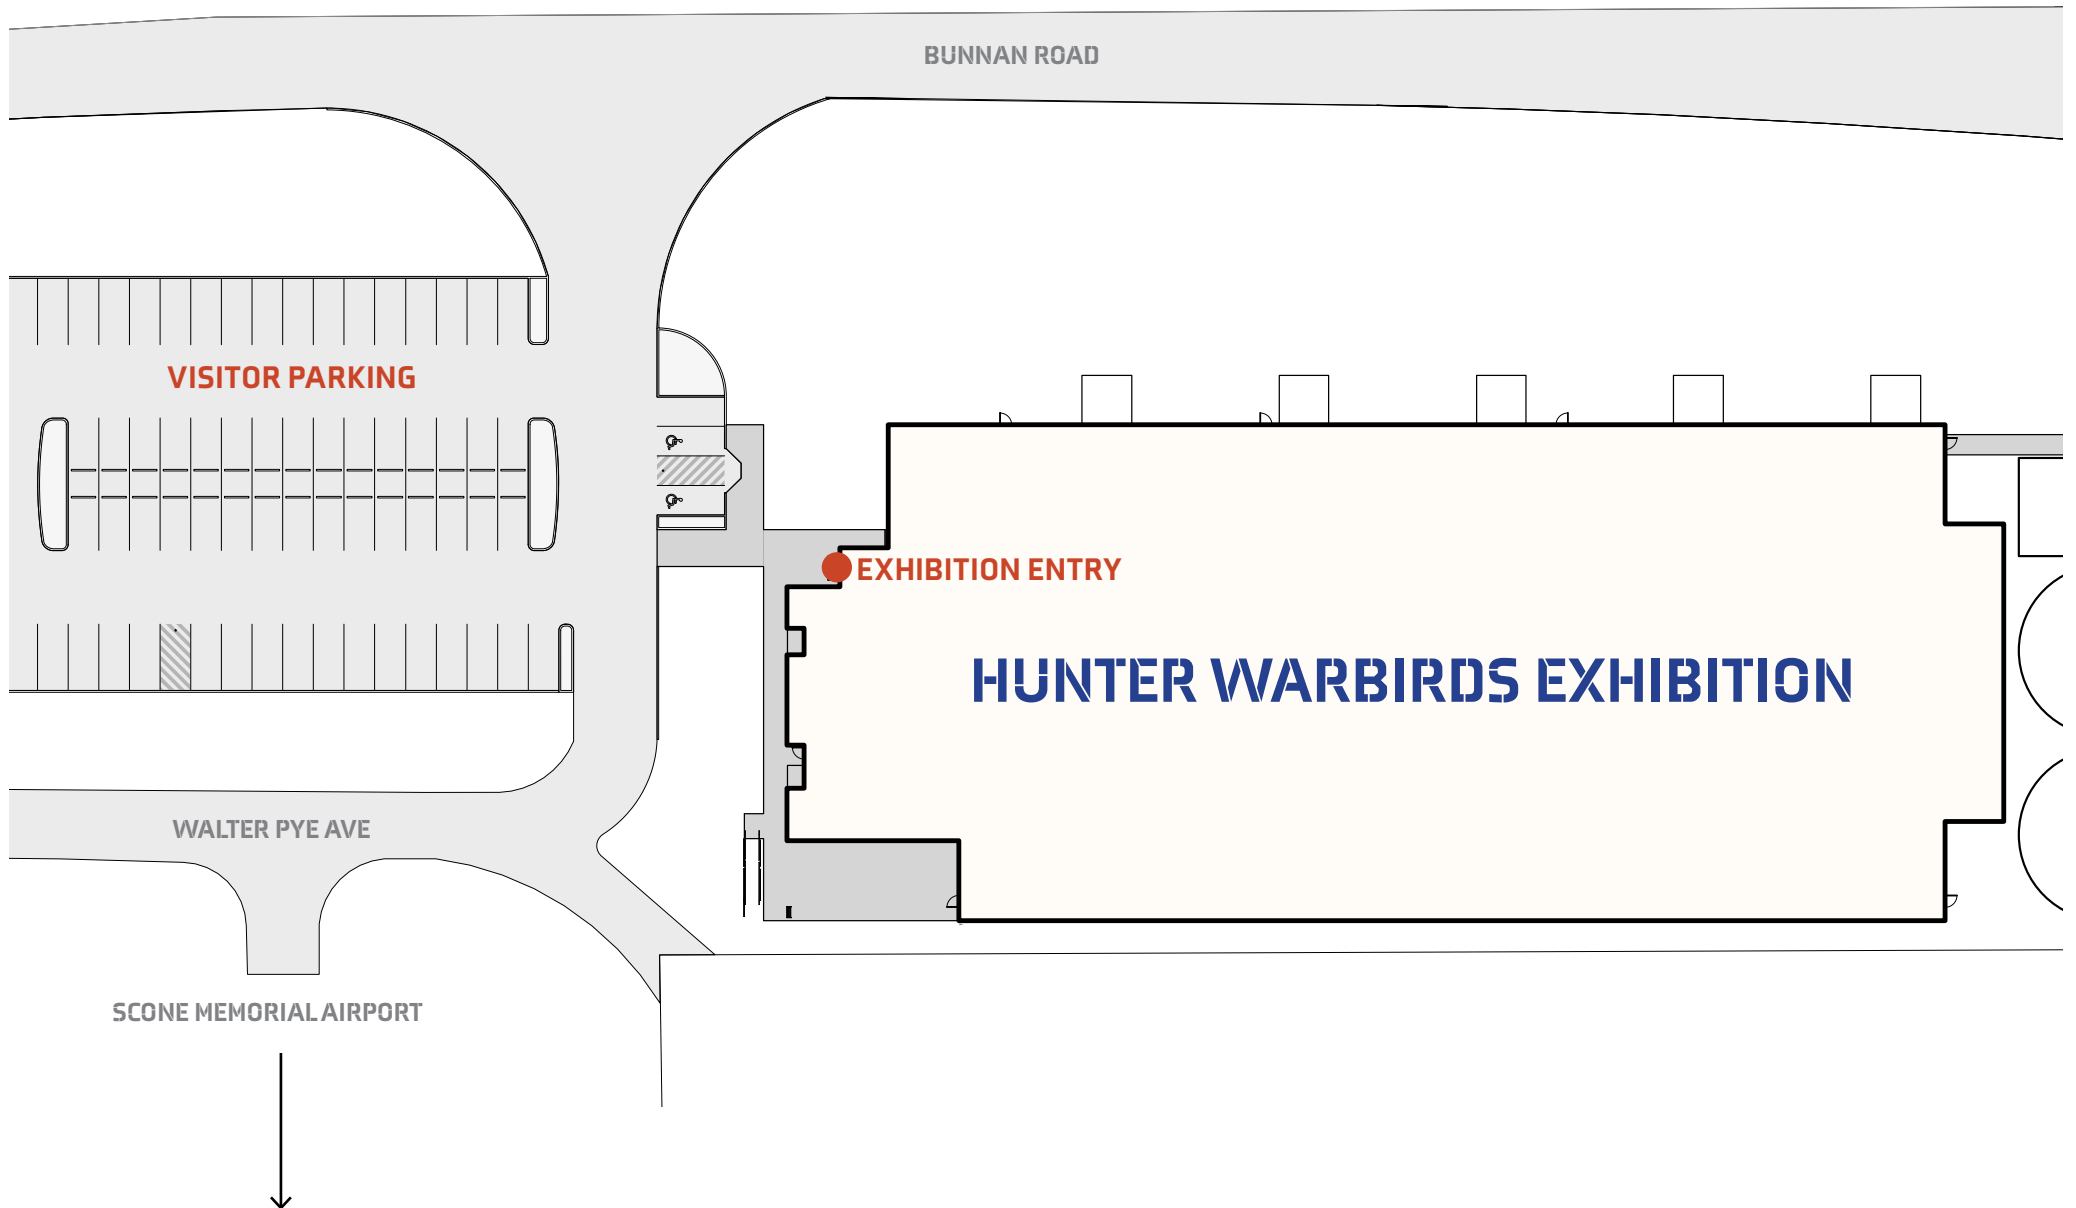 BUNNAN ROAD
VISITOR PARKING
EXHIBITION ENTRY
HUNTER WARBIRDS EXHIBITION
WALTER PYE AVE
SCONE MEMORIAL AIRPORT